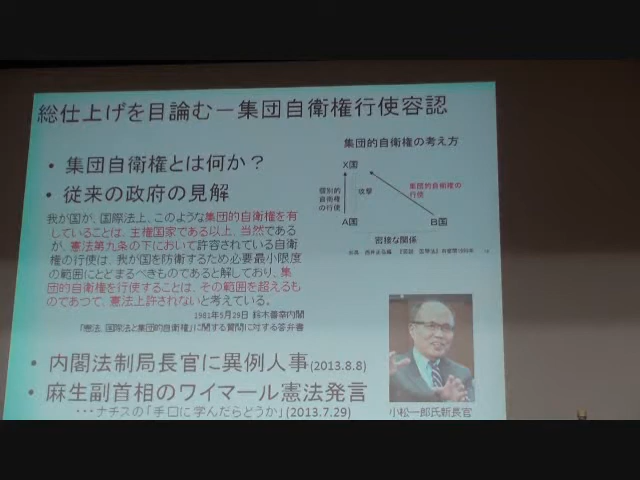 総仕上げを目論む－集団自衛権行使容認
・ 集団自衛権とは何か？
・ 従来の政府の見解
我が国が、国際法上、このような集団的自衛権を有
していることは、主権国家である以上、当然である
が、憲法第九条の下において許容されている自衛
権の行使は、我が国を防衛するため必要最小限度
の範囲にとどまるべきものであると解しており、集
団的自衛権を行使することは、その範囲を超えるも
のであつて、憲法上許されないと考えている。
1981年5月29日 鈴木善幸内閣
「憲法、国際法と集団的自衛権」に関する質問に対する答弁書
集団的自衛権の考え方
X国
個別的
自衛権
の行使
攻撃
集団的自衛権の
行使
A国
B国
密接な関係
・ 内閣法制局長官に異例人事(2013.8.8)
・ 麻生副首相のワイマール憲法発言
・・・ナチスの「手口に学んだらどうか」(2013.7.29)
小松一郎氏新長官